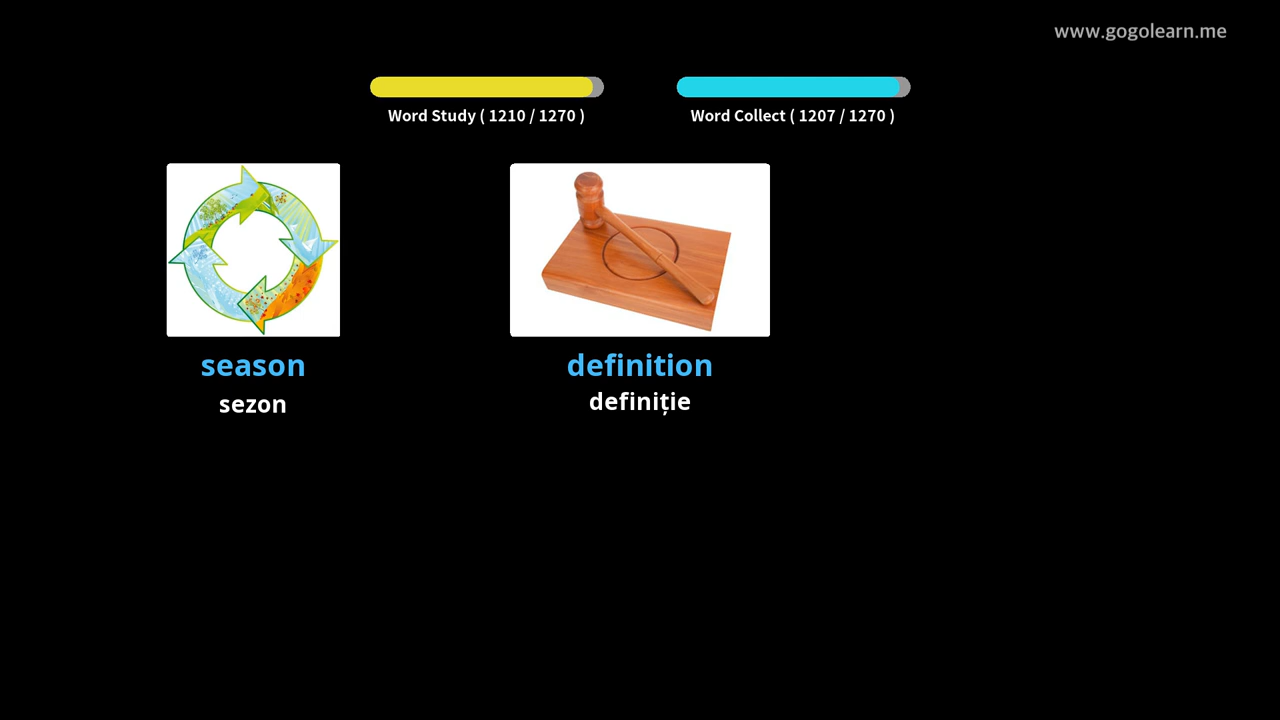 www.gogolearn.me
Word Study ( 1210 / 1270 )
Word Collect ( 1207 / 1270 )
season
sezon
definition
definiție